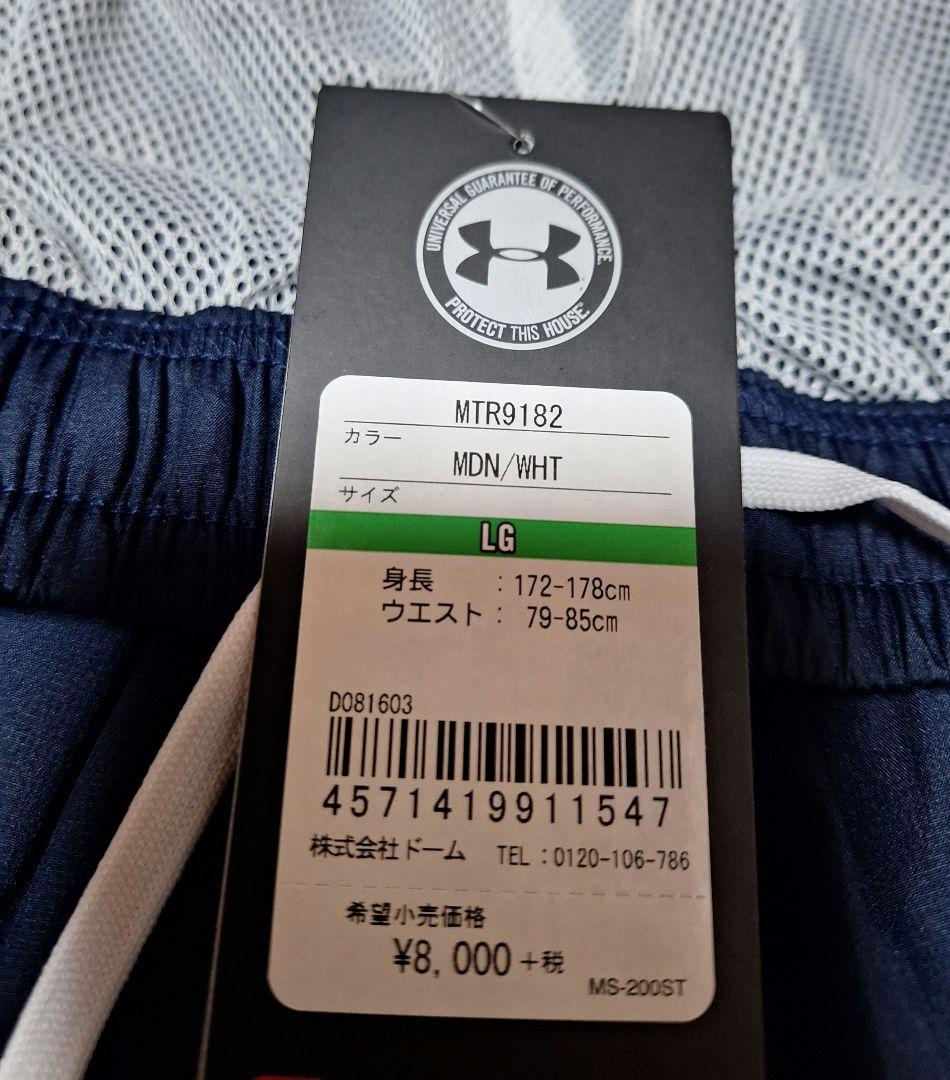 UNIVERSAL GUARANTEE OF PERFORMANCE.
PROTECT THIS HOUSE.
MTR9182
カラー
MDN/WHT
サイズ
LG
身長 : 172-178cm
ウエスト : 79-85cm
D081603
4571419911547
株式会社ドーム TEL:0120-106-786
希望小売価格
¥8,000+税
MS-200ST